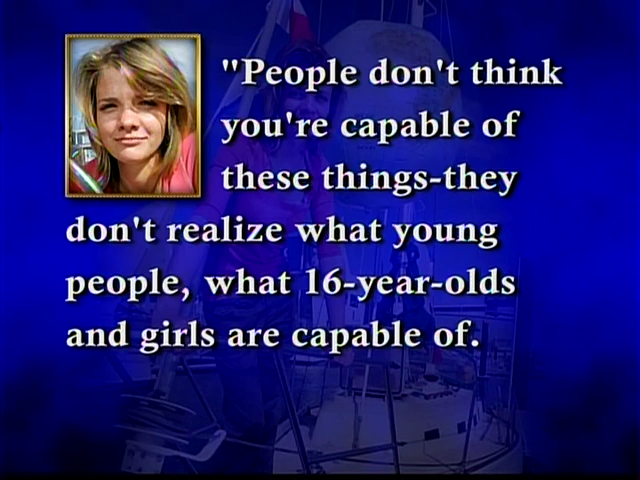 "People don't think
you're capable of
these things-they
don't realize what young
people, what 16-year-olds
and girls are capable of.